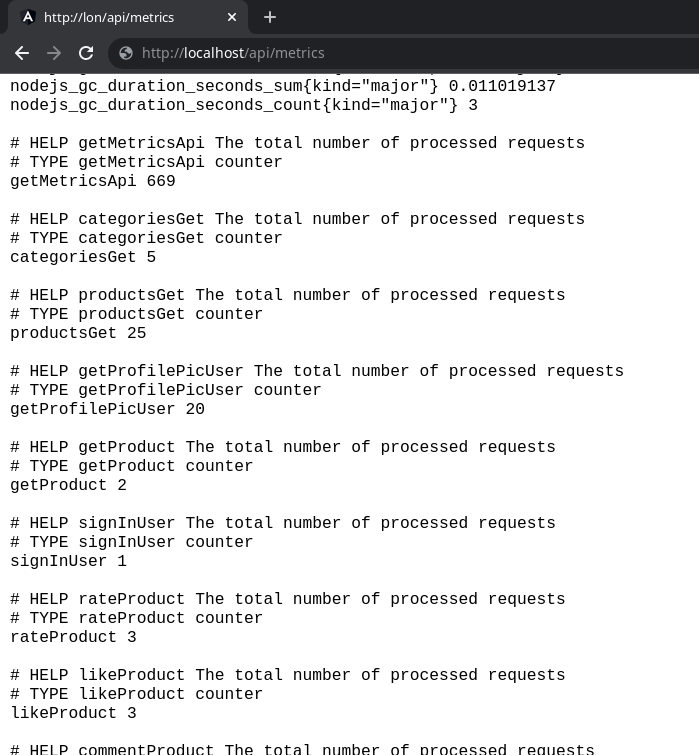 http://lon/api/metrics
http://localhost/api/metrics
nodejs_gc_duration_seconds_sum{kind="major"} 0.011019137
nodejs_gc_duration_seconds_count{kind="major"} 3
# HELP getMetricsApi The total number of processed requests
# TYPE getMetricsApi counter
getMetricsApi 669
# HELP categoriesGet The total number of processed requests
# TYPE categoriesGet counter
categoriesGet 5
# HELP productsGet The total number of processed requests
# TYPE productsGet counter
productsGet 25
# HELP getProfilePicUser The total number of processed requests
# TYPE getProfilePicUser counter
getProfilePicUser 20
# HELP getProduct The total number of processed requests
# TYPE getProduct counter
getProduct 2
# HELP signInUser The total number of processed requests
# TYPE signInUser counter
signInUser 1
# HELP rateProduct The total number of processed requests
# TYPE rateProduct counter
rateProduct 3
# HELP likeProduct The total number of processed requests
# TYPE likeProduct counter
likeProduct 3
# HELP commentProduct The total number of processed requests